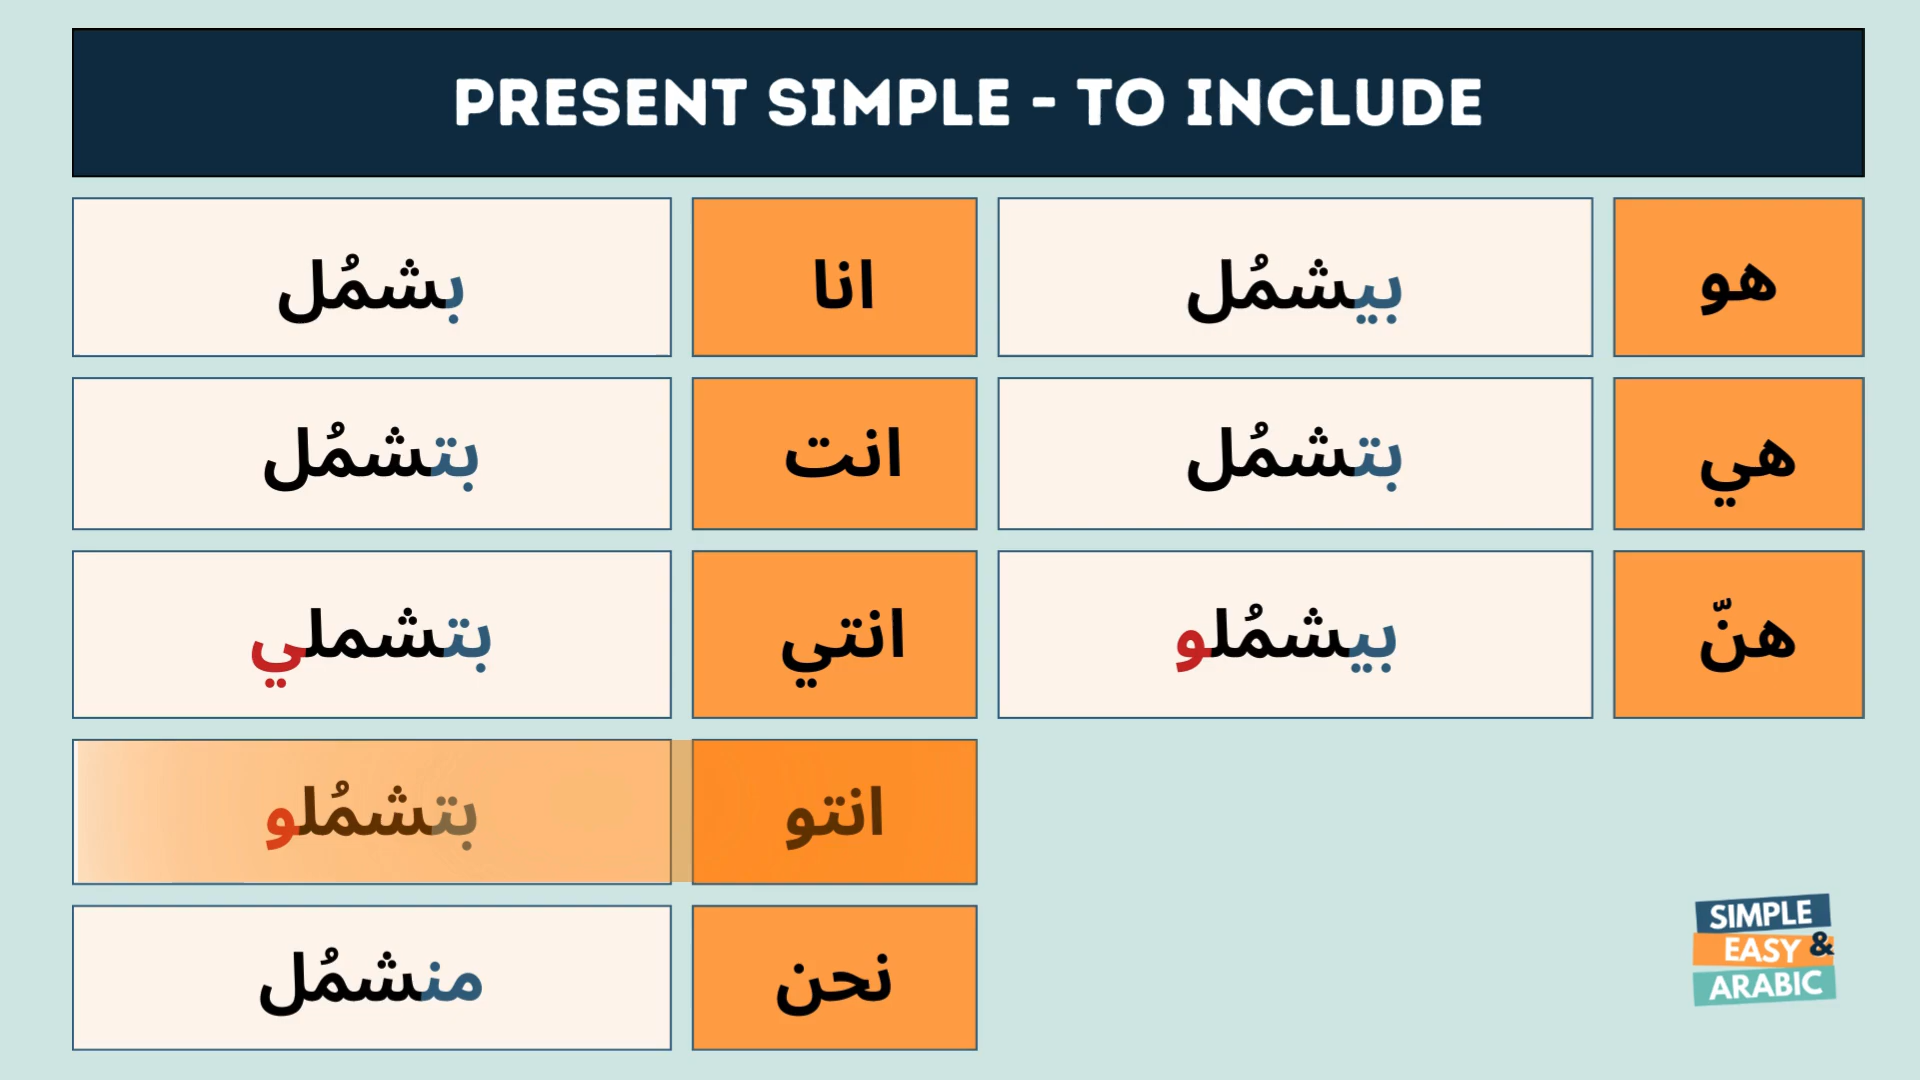 PRESENT SIMPLE - TO INCLUDE
هو
بيشمُل
انا
بشمُل
هي
بتشمُل
انت
بتشمُل
هنّ
بيشمُلو
انتي
بتشملي
انتو
بتشمُلو
نحن
منشمُل
SIMPLE
EASY &
ARABIC